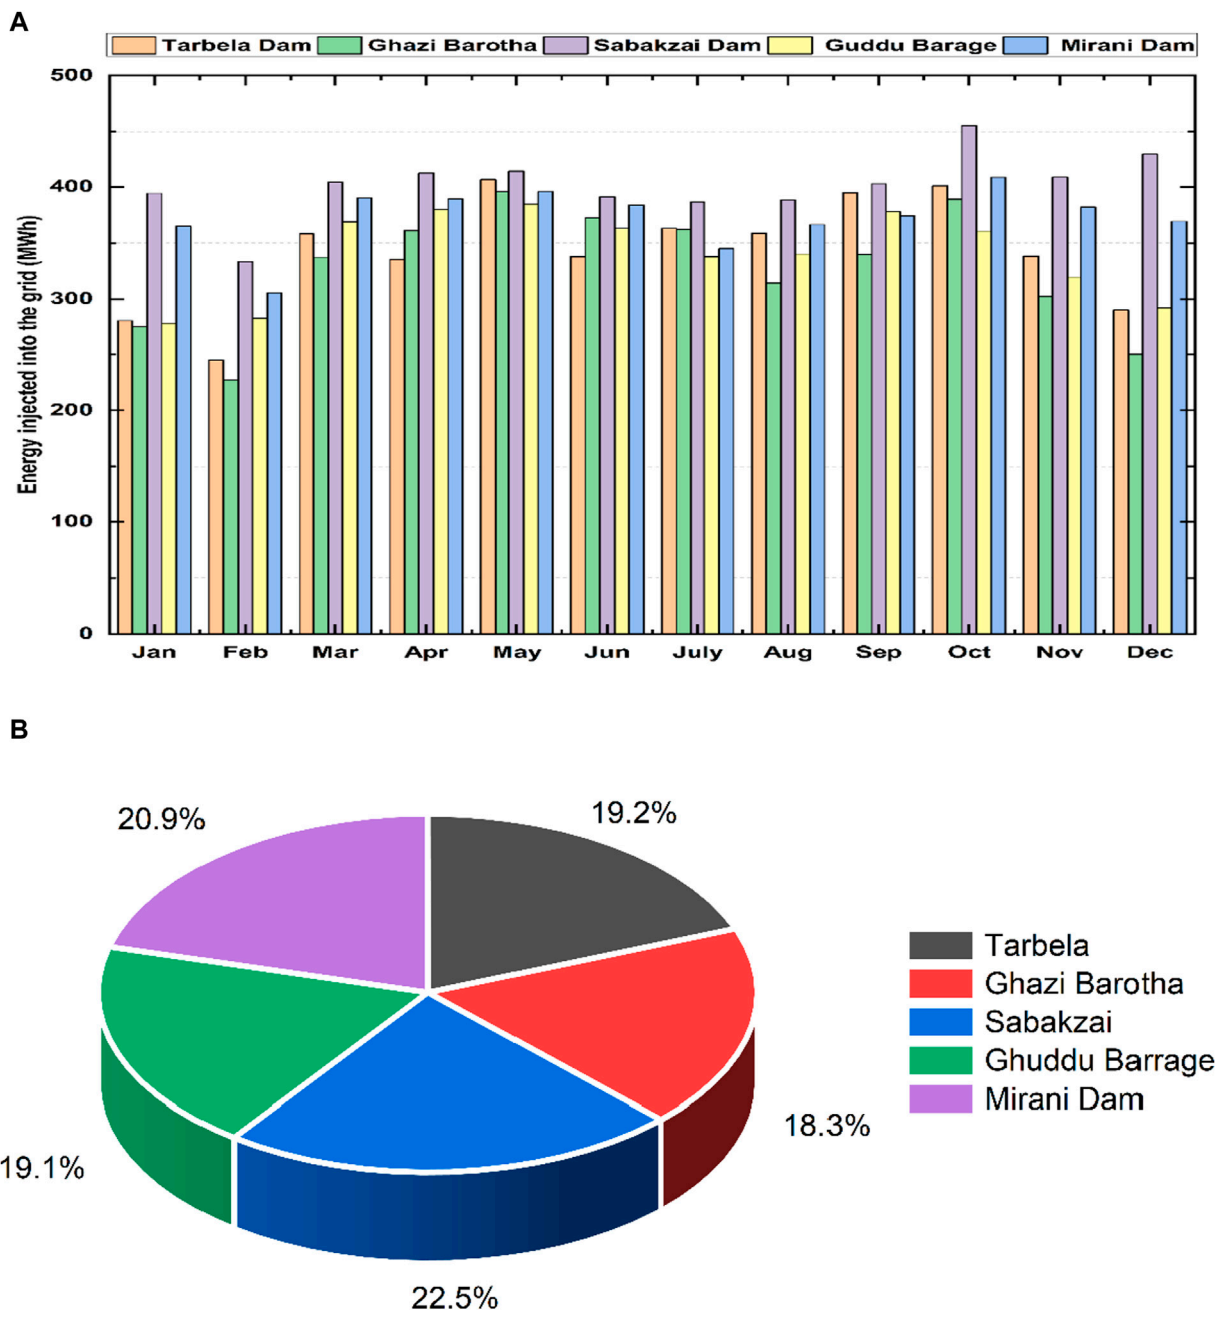 A
Tarbela Dam Ghazi Barotha Sabakzai Dam Guddu Barage Mirani Dam
500
400
300
200
100
0
Energy injected into the grid (MWh)
Jan Feb Mar Apr May Jun July Aug Sep Oct Nov Dec
B
20.9% 19.2%
Tarbela
Ghazi Barotha
Sabakzai
Ghuddu Barrage
Mirani Dam
18.3%
19.1%
22.5%